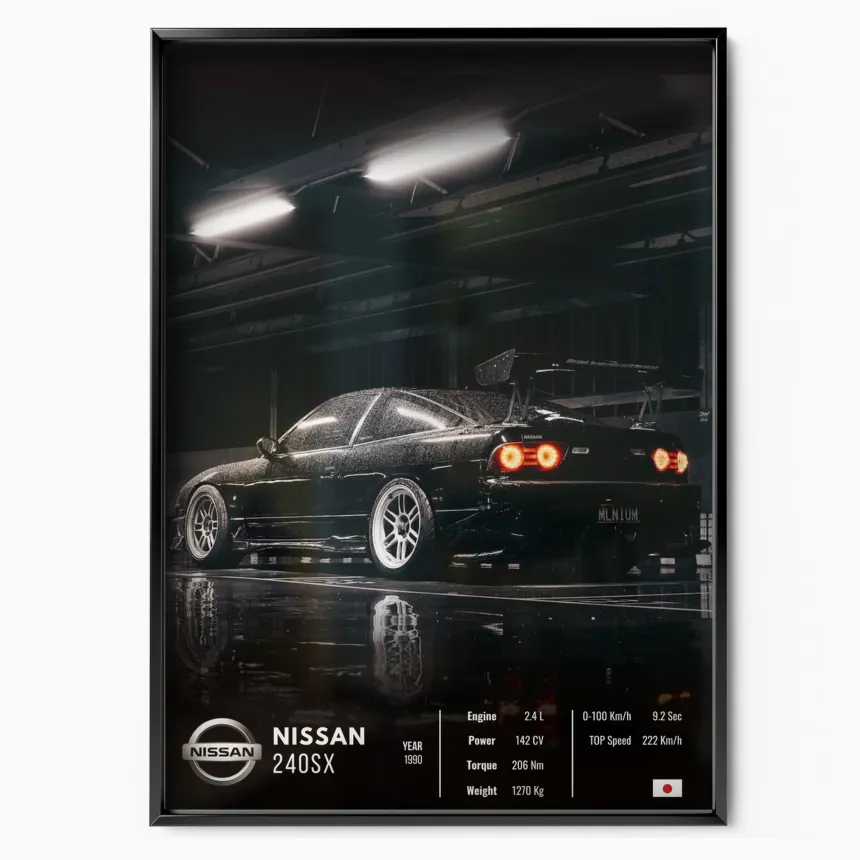 NISSAN
MLNIUM
NISSAN
NISSAN
240SX
YEAR
1990
Engine 2.4 L
Power 142 CV
Torque 206 Nm
Weight 1270 Kg
0-100 Km/h 9.2 Sec
TOP Speed 222 Km/h